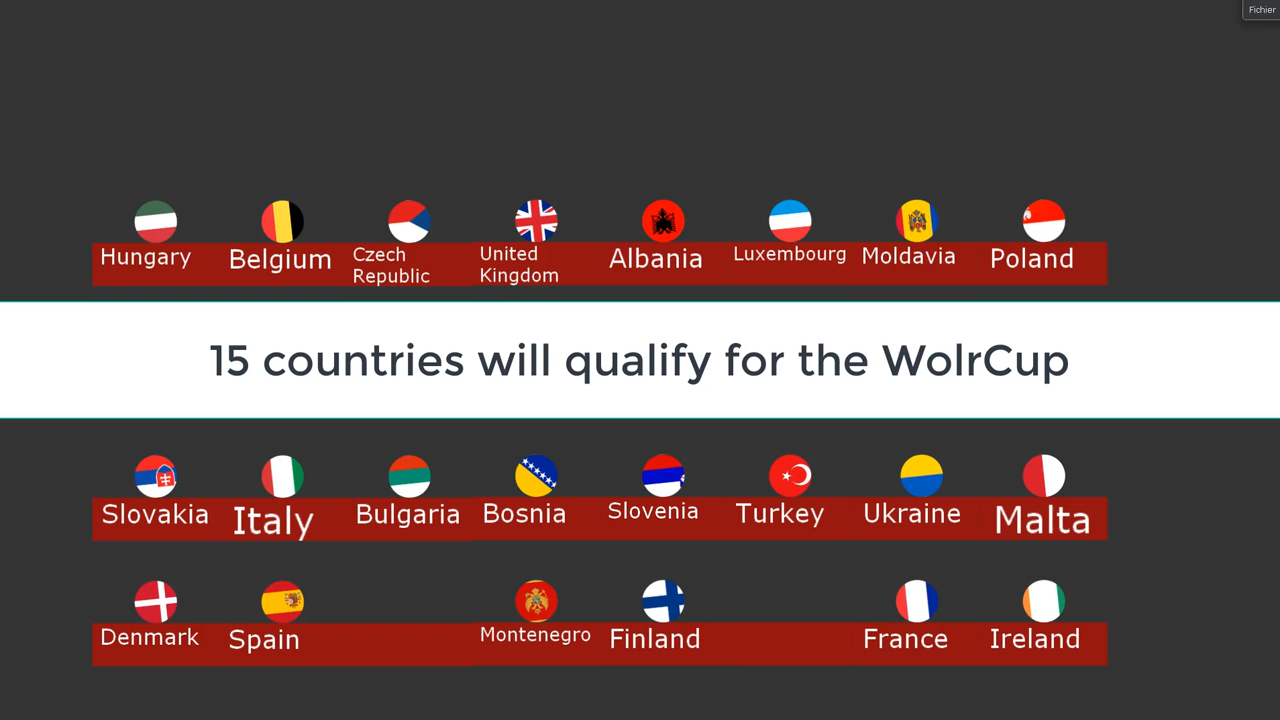 Fichier
Hungary
Belgium
Czech
Republic
United
Kingdom
Albania
Luxembourg
Moldavia
Poland
15 countries will qualify for the WolrCup
Slovakia
Italy
Bulgaria
Bosnia
Slovenia
Turkey
Ukraine
Malta
Denmark
Spain
Montenegro
Finland
France
Ireland